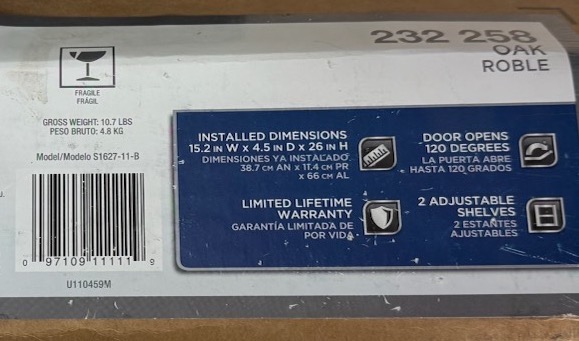 232 258
OAK
ROBLE
FRAGILE
FRÁGIL
GROSS WEIGHT: 10.7 LBS
PESO BRUTO: 4.8 KG
Model/Modelo S1627-11-B
0 97109 11111 9
U110459M
INSTALLED DIMENSIONS
15.2 IN W x 4.5 IN D x 26 IN H
DIMENSIONES YA INSTALADO
38.7 CM AN x 11.4 CM PR
x 66 CM AL
DOOR OPENS
120 DEGREES
LA PUERTA ABRE
HASTA 120 GRADOS
LIMITED LIFETIME
WARRANTY
GARANTÍA LIMITADA DE
POR VIDA
2 ADJUSTABLE
SHELVES
2 ESTANTES
AJUSTABLES